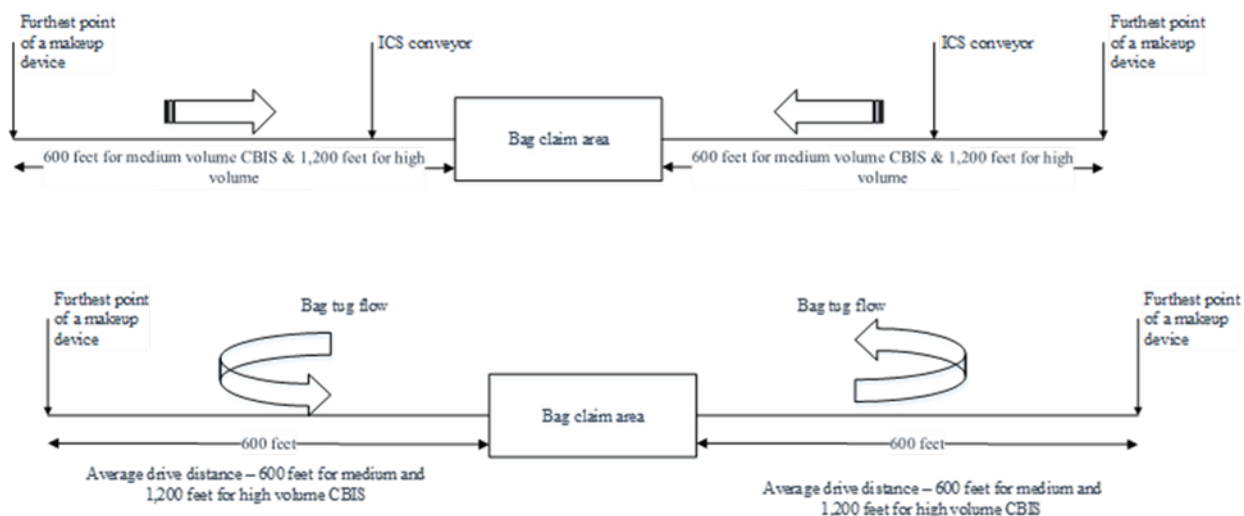 Furthest point
of a makeup
device
ICS conveyor
ICS conveyor
Furthest point
of a makeup
device
Bag claim area
600 feet for medium volume CBIS & 1,200 feet for high
volume
600 feet for medium volume CBIS & 1,200 feet for high
volume
Furthest point
of a makeup
device
Bag tug flow
Bag tug flow
Furthest point
of a makeup
device
Bag claim area
600 feet
600 feet
Average drive distance – 600 feet for medium and
1,200 feet for high volume CBIS
Average drive distance – 600 feet for medium and
1,200 feet for high volume CBIS